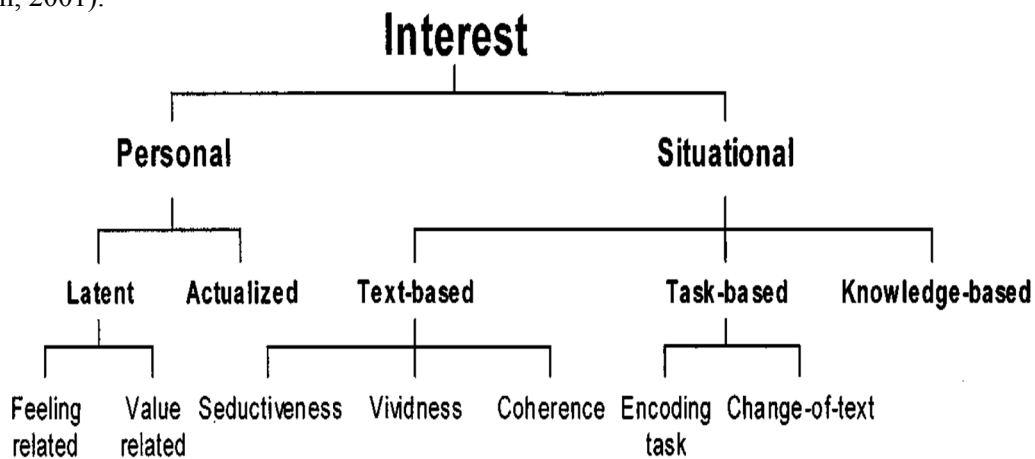 2001).
Interest
Personal Situational
Latent Actualized Text-based Task-based Knowledge-based
Feeling Value Seductiveness Vividness Coherence Encoding Change-of-text
related related task